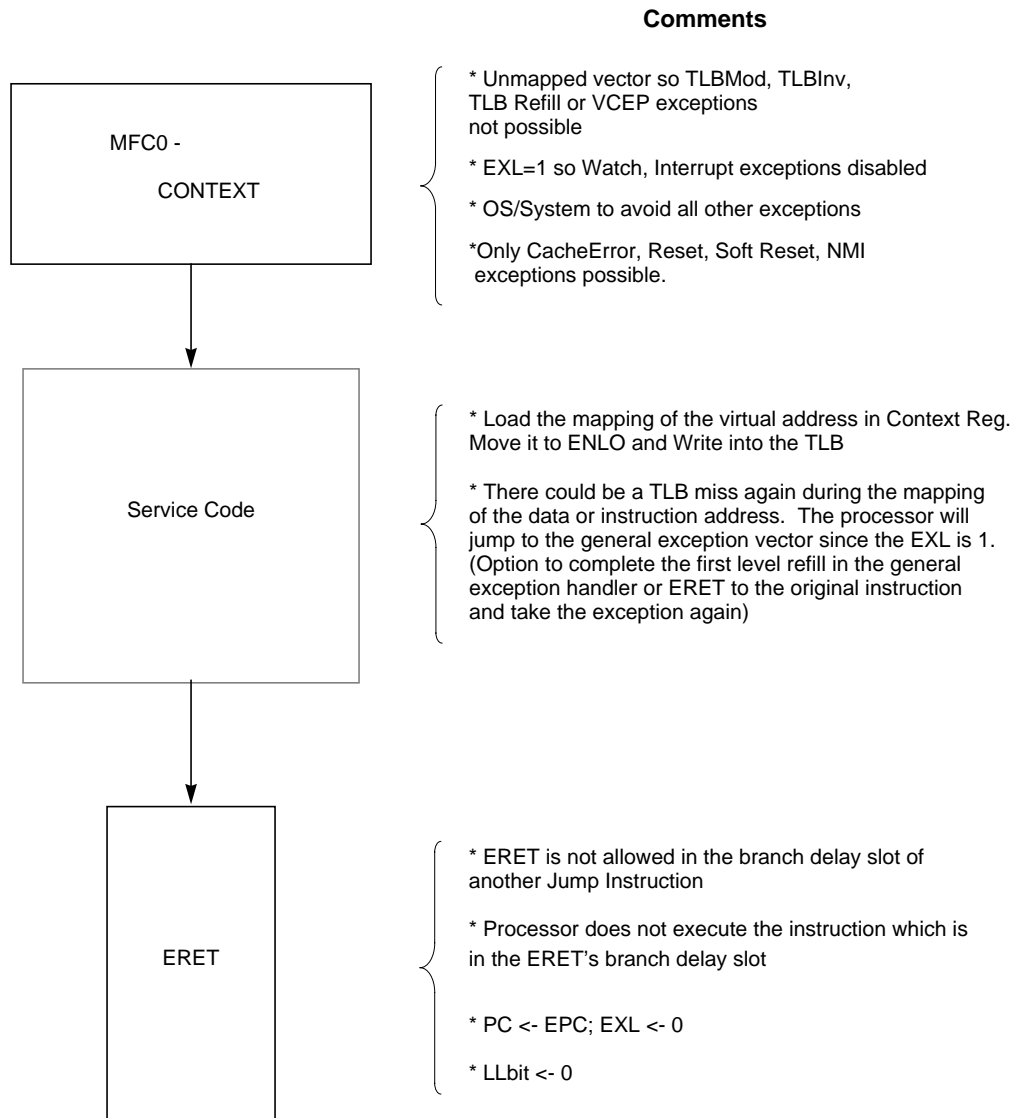 Comments
MFC0 -
CONTEXT
* Unmapped vector so TLBMod, TLBInv,
TLB Refill or VCEP exceptions
not possible
* EXL=1 so Watch, Interrupt exceptions disabled
* OS/System to avoid all other exceptions
*Only CacheError, Reset, Soft Reset, NMI
exceptions possible.
Service Code
* Load the mapping of the virtual address in Context Reg.
Move it to ENLO and Write into the TLB
* There could be a TLB miss again during the mapping
of the data or instruction address.  The processor will
jump to the general exception vector since the EXL is 1.
(Option to complete the first level refill in the general
exception handler or ERET to the original instruction
and take the exception again)
ERET
* ERET is not allowed in the branch delay slot of
another Jump Instruction
* Processor does not execute the instruction which is
in the ERET’s branch delay slot
* PC <- EPC; EXL <- 0
* LLbit <- 0